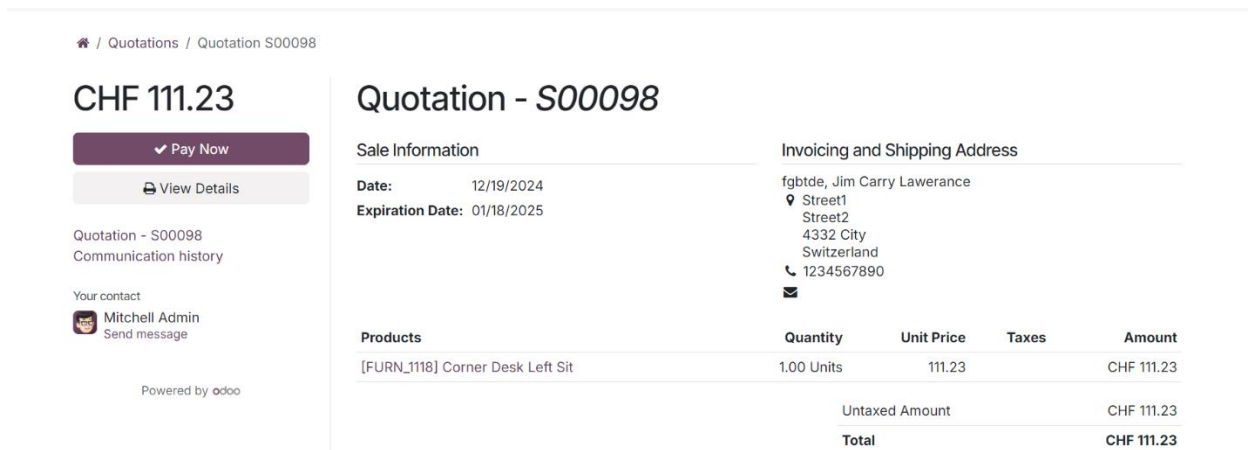 / Quotations / Quotation S00098
CHF 111.23
Pay Now
View Details
Quotation - S00098
Communication history
Your contact
Mitchell Admin
Send message
Powered by odoo
Quotation - S00098
Sale Information
Date: 12/19/2024
Expiration Date: 01/18/2025
Invoicing and Shipping Address
fgbtde, Jim Carry Lawerance
Street1
Street2
4332 City
Switzerland
1234567890
Products Quantity Unit Price Taxes Amount
[FURN_1118] Corner Desk Left Sit 1.00 Units 111.23 CHF 111.23
Untaxed Amount CHF 111.23
Total CHF 111.23